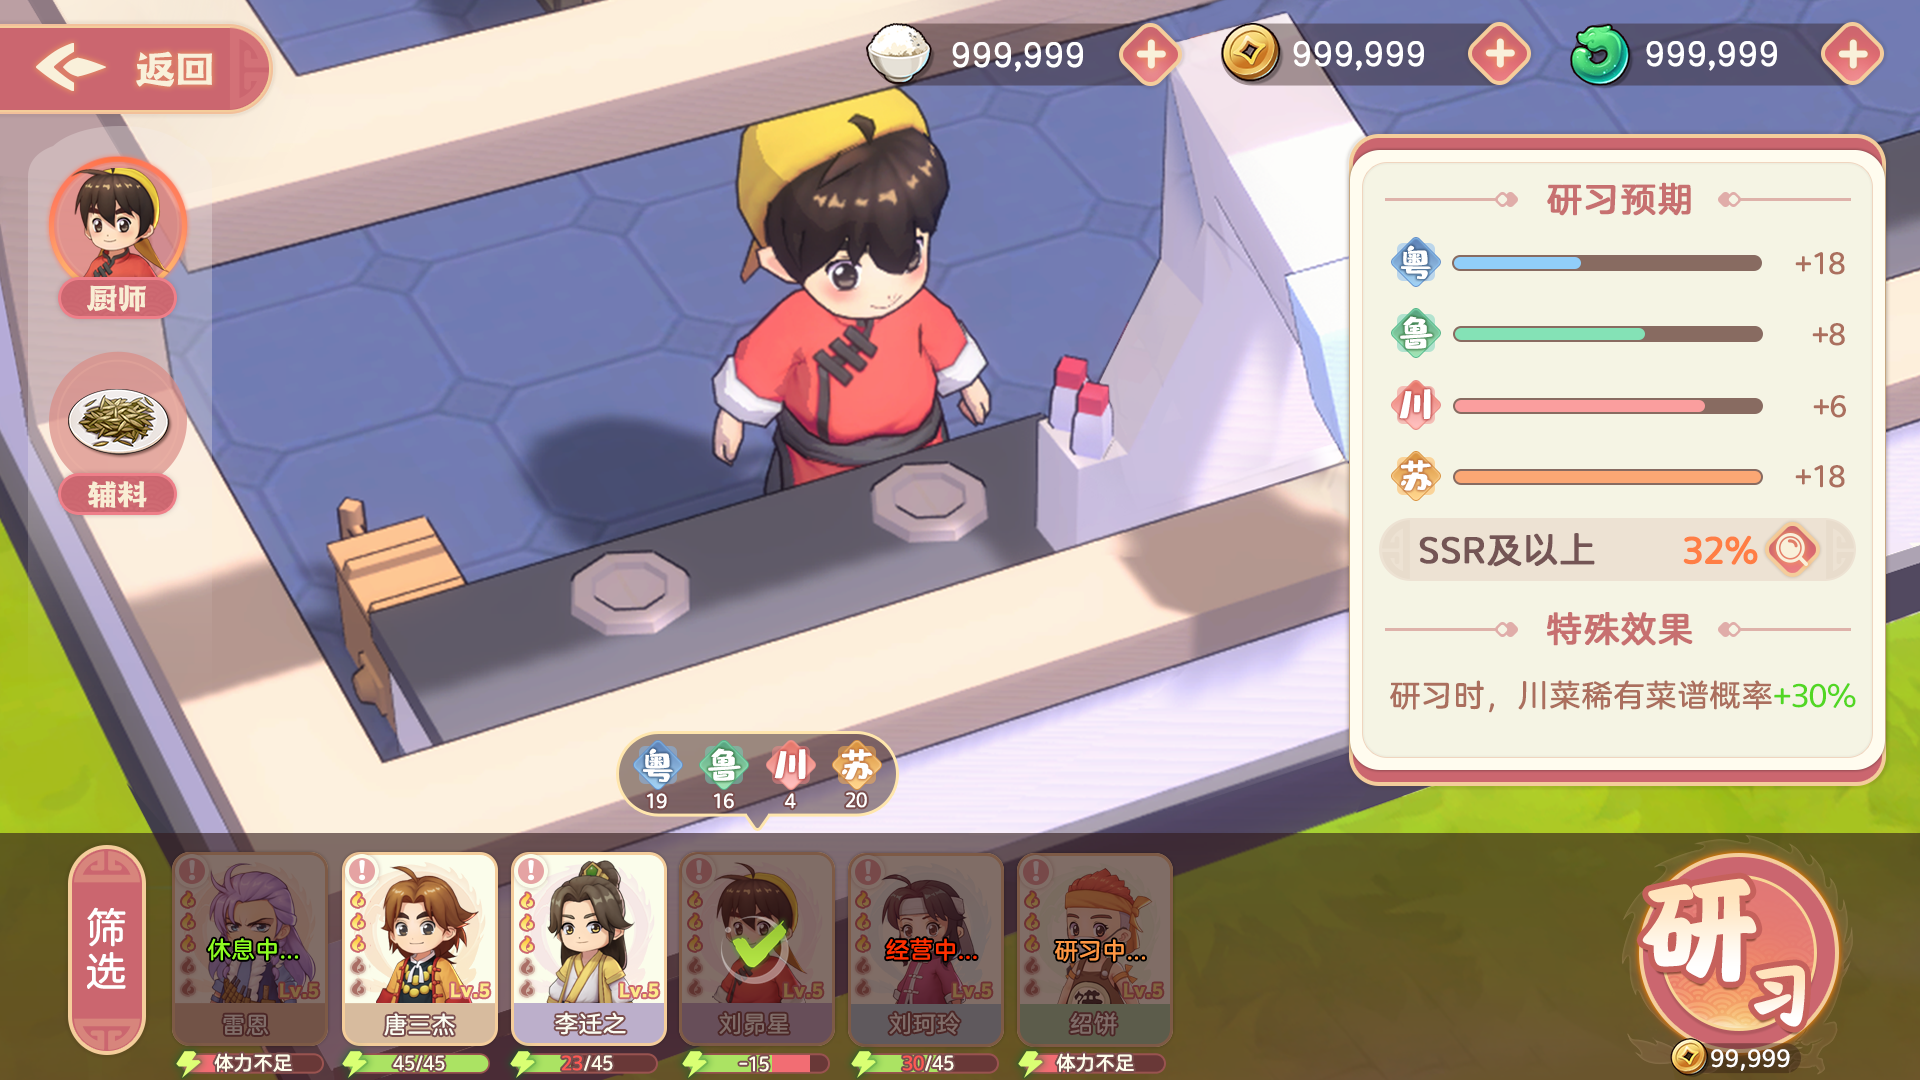 返回
999,999
999,999
999,999
厨师
辅料
研习预期
粤 +18
鲁 +8
川 +6
苏 +18
SSR及以上 32%
特殊效果
研习时，川菜稀有菜谱概率+30%
粤 鲁 川 苏
19 16 4 20
筛选
休息中...
Lv.5
雷恩
体力不足
Lv.5
唐三杰
45/45
Lv.5
李迁之
23/45
Lv.5
刘昴星
-15
经营中...
Lv.5
刘珂玲
30/45
研习中...
Lv.5
绍饼
体力不足
研习
99,999